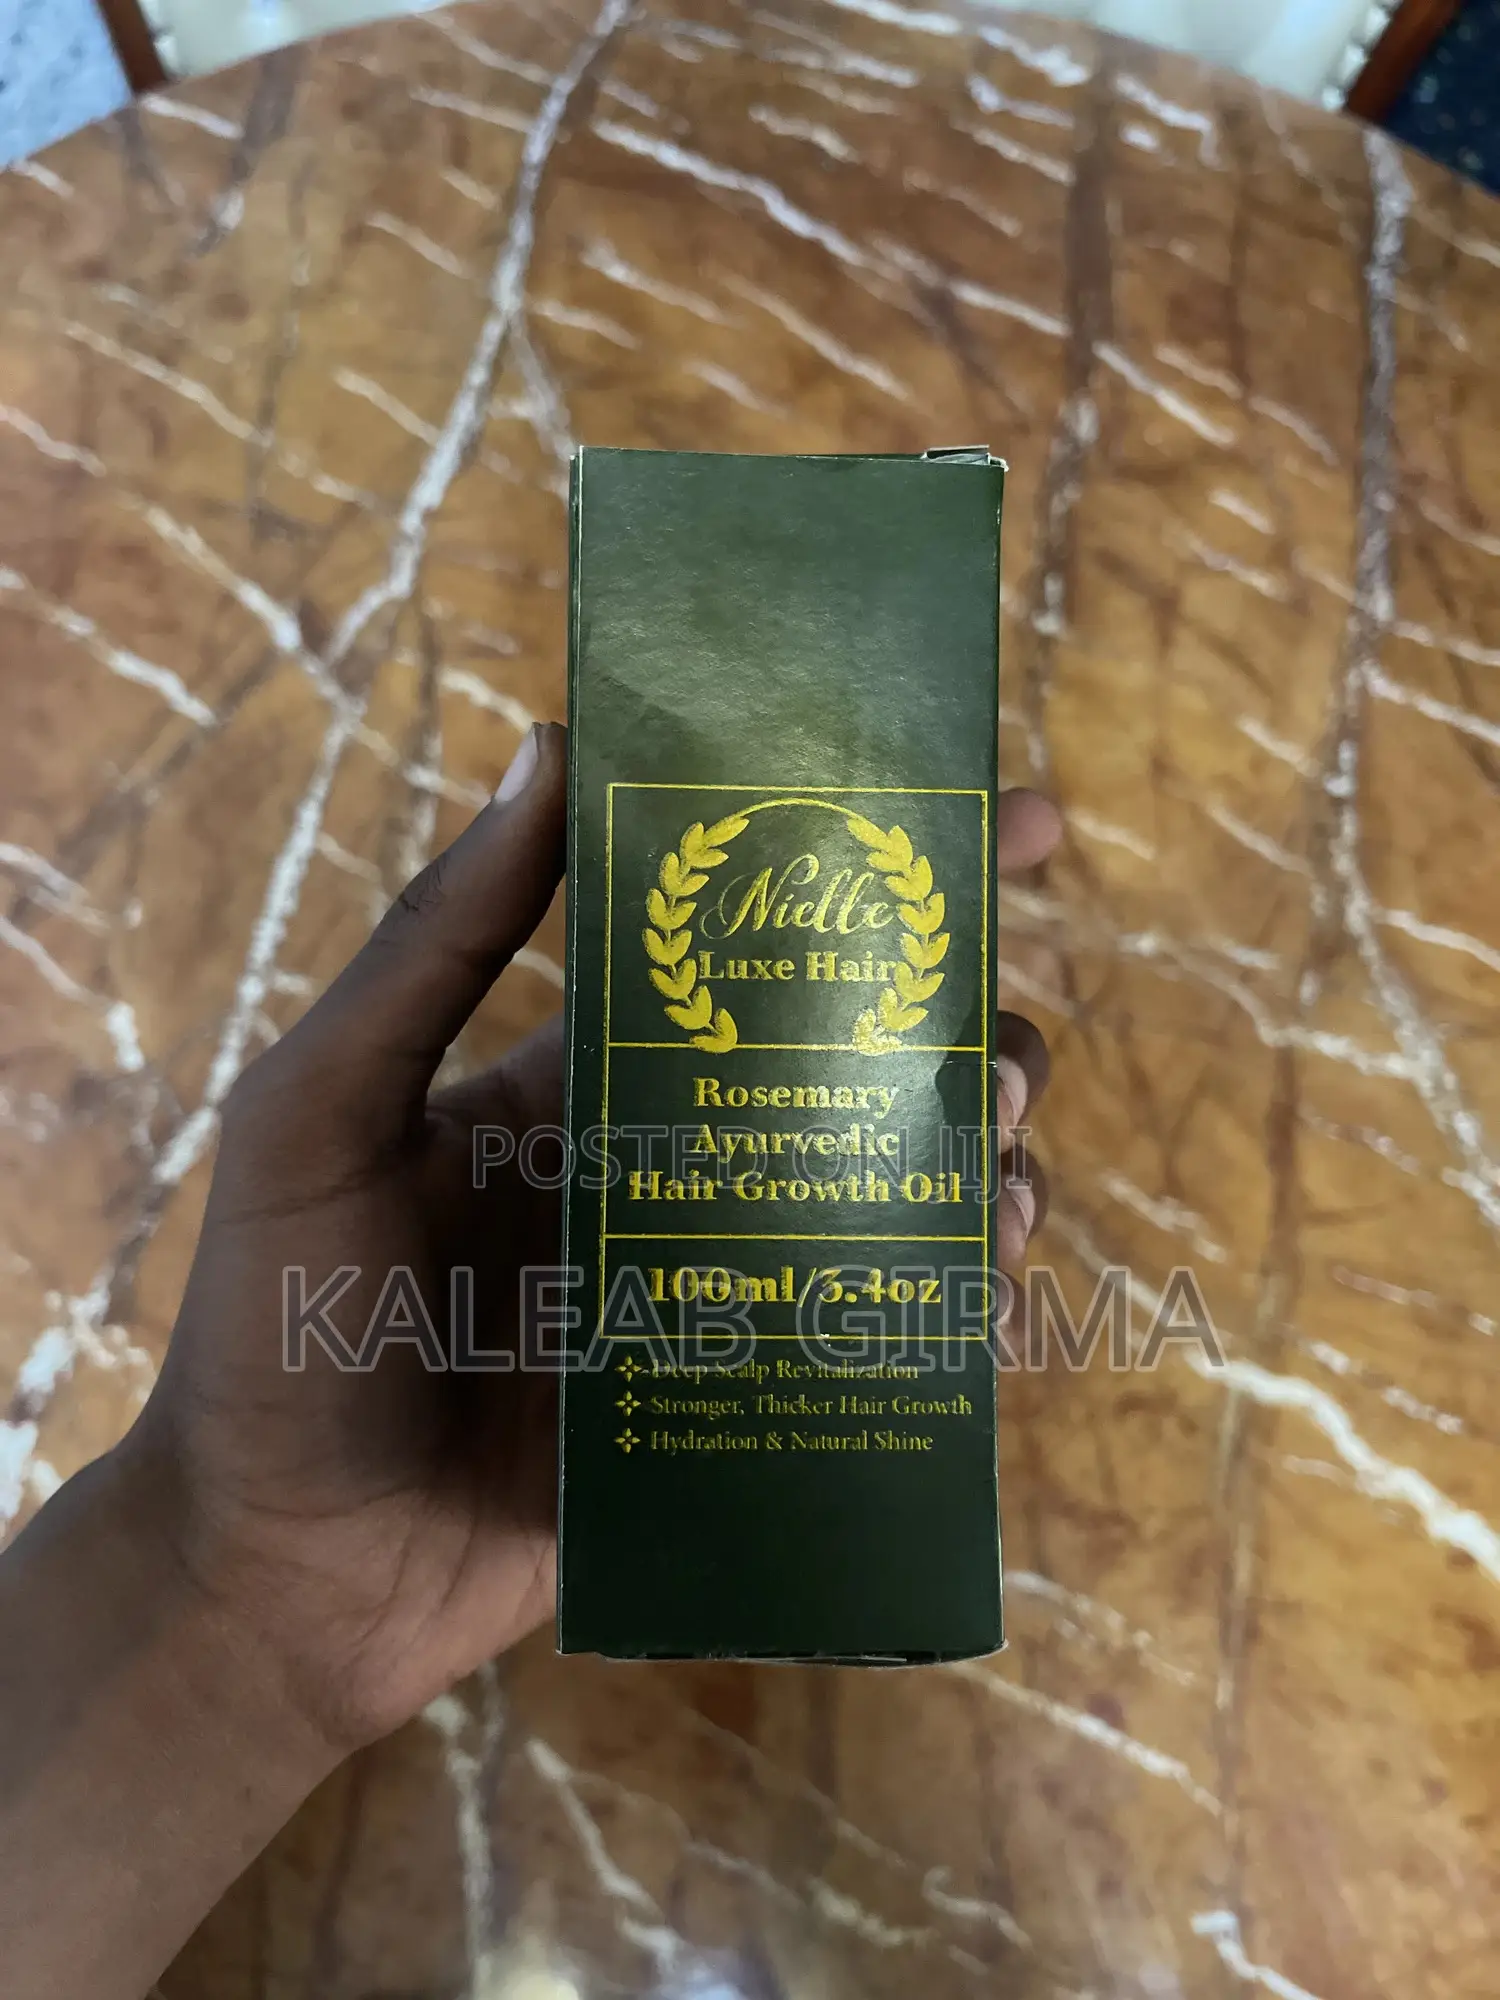 Nielle
Luxe Hair
Rosemary
Ayurvedic
Hair Growth Oil
POSTED ON JIJI
100ml/3.4oz
KALEAB GIRMA
Deep Scalp Revitalization
Stronger, Thicker Hair Growth
Hydration & Natural Shine